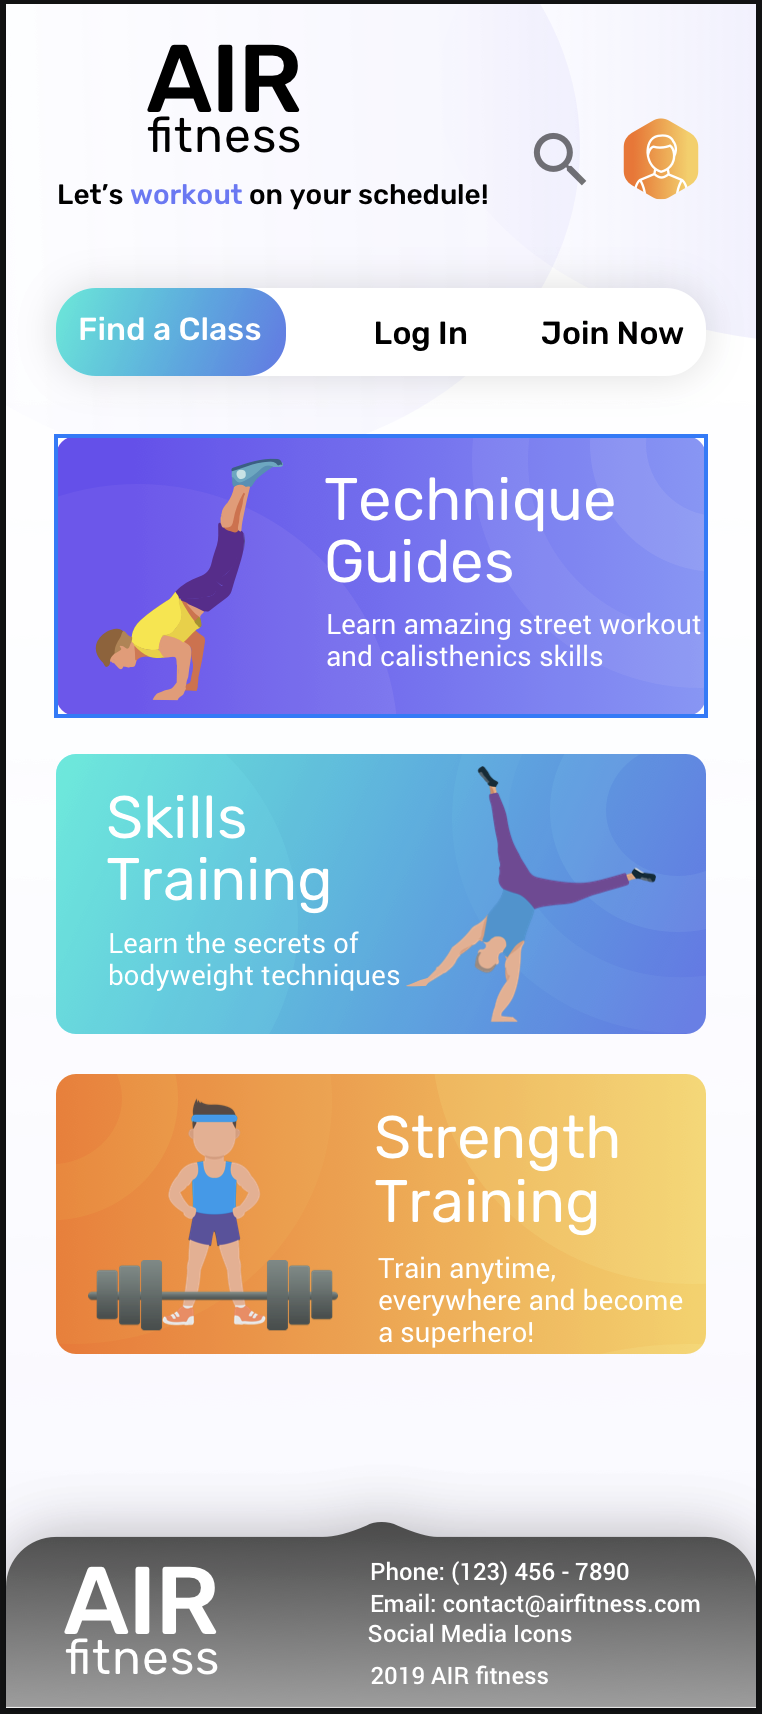 AIR
fitness
Let's workout on your schedule!
Find a Class
Log In
Join Now
Technique
Guides
Learn amazing street workout
and calisthenics skills
Skills
Training
Learn the secrets of
bodyweight techniques
Strength
Training
Train anytime,
everywhere and become
a superhero!
AIR
fitness
Phone: (123) 456 - 7890
Email: contact@airfitness.com
Social Media Icons
2019 AIR fitness